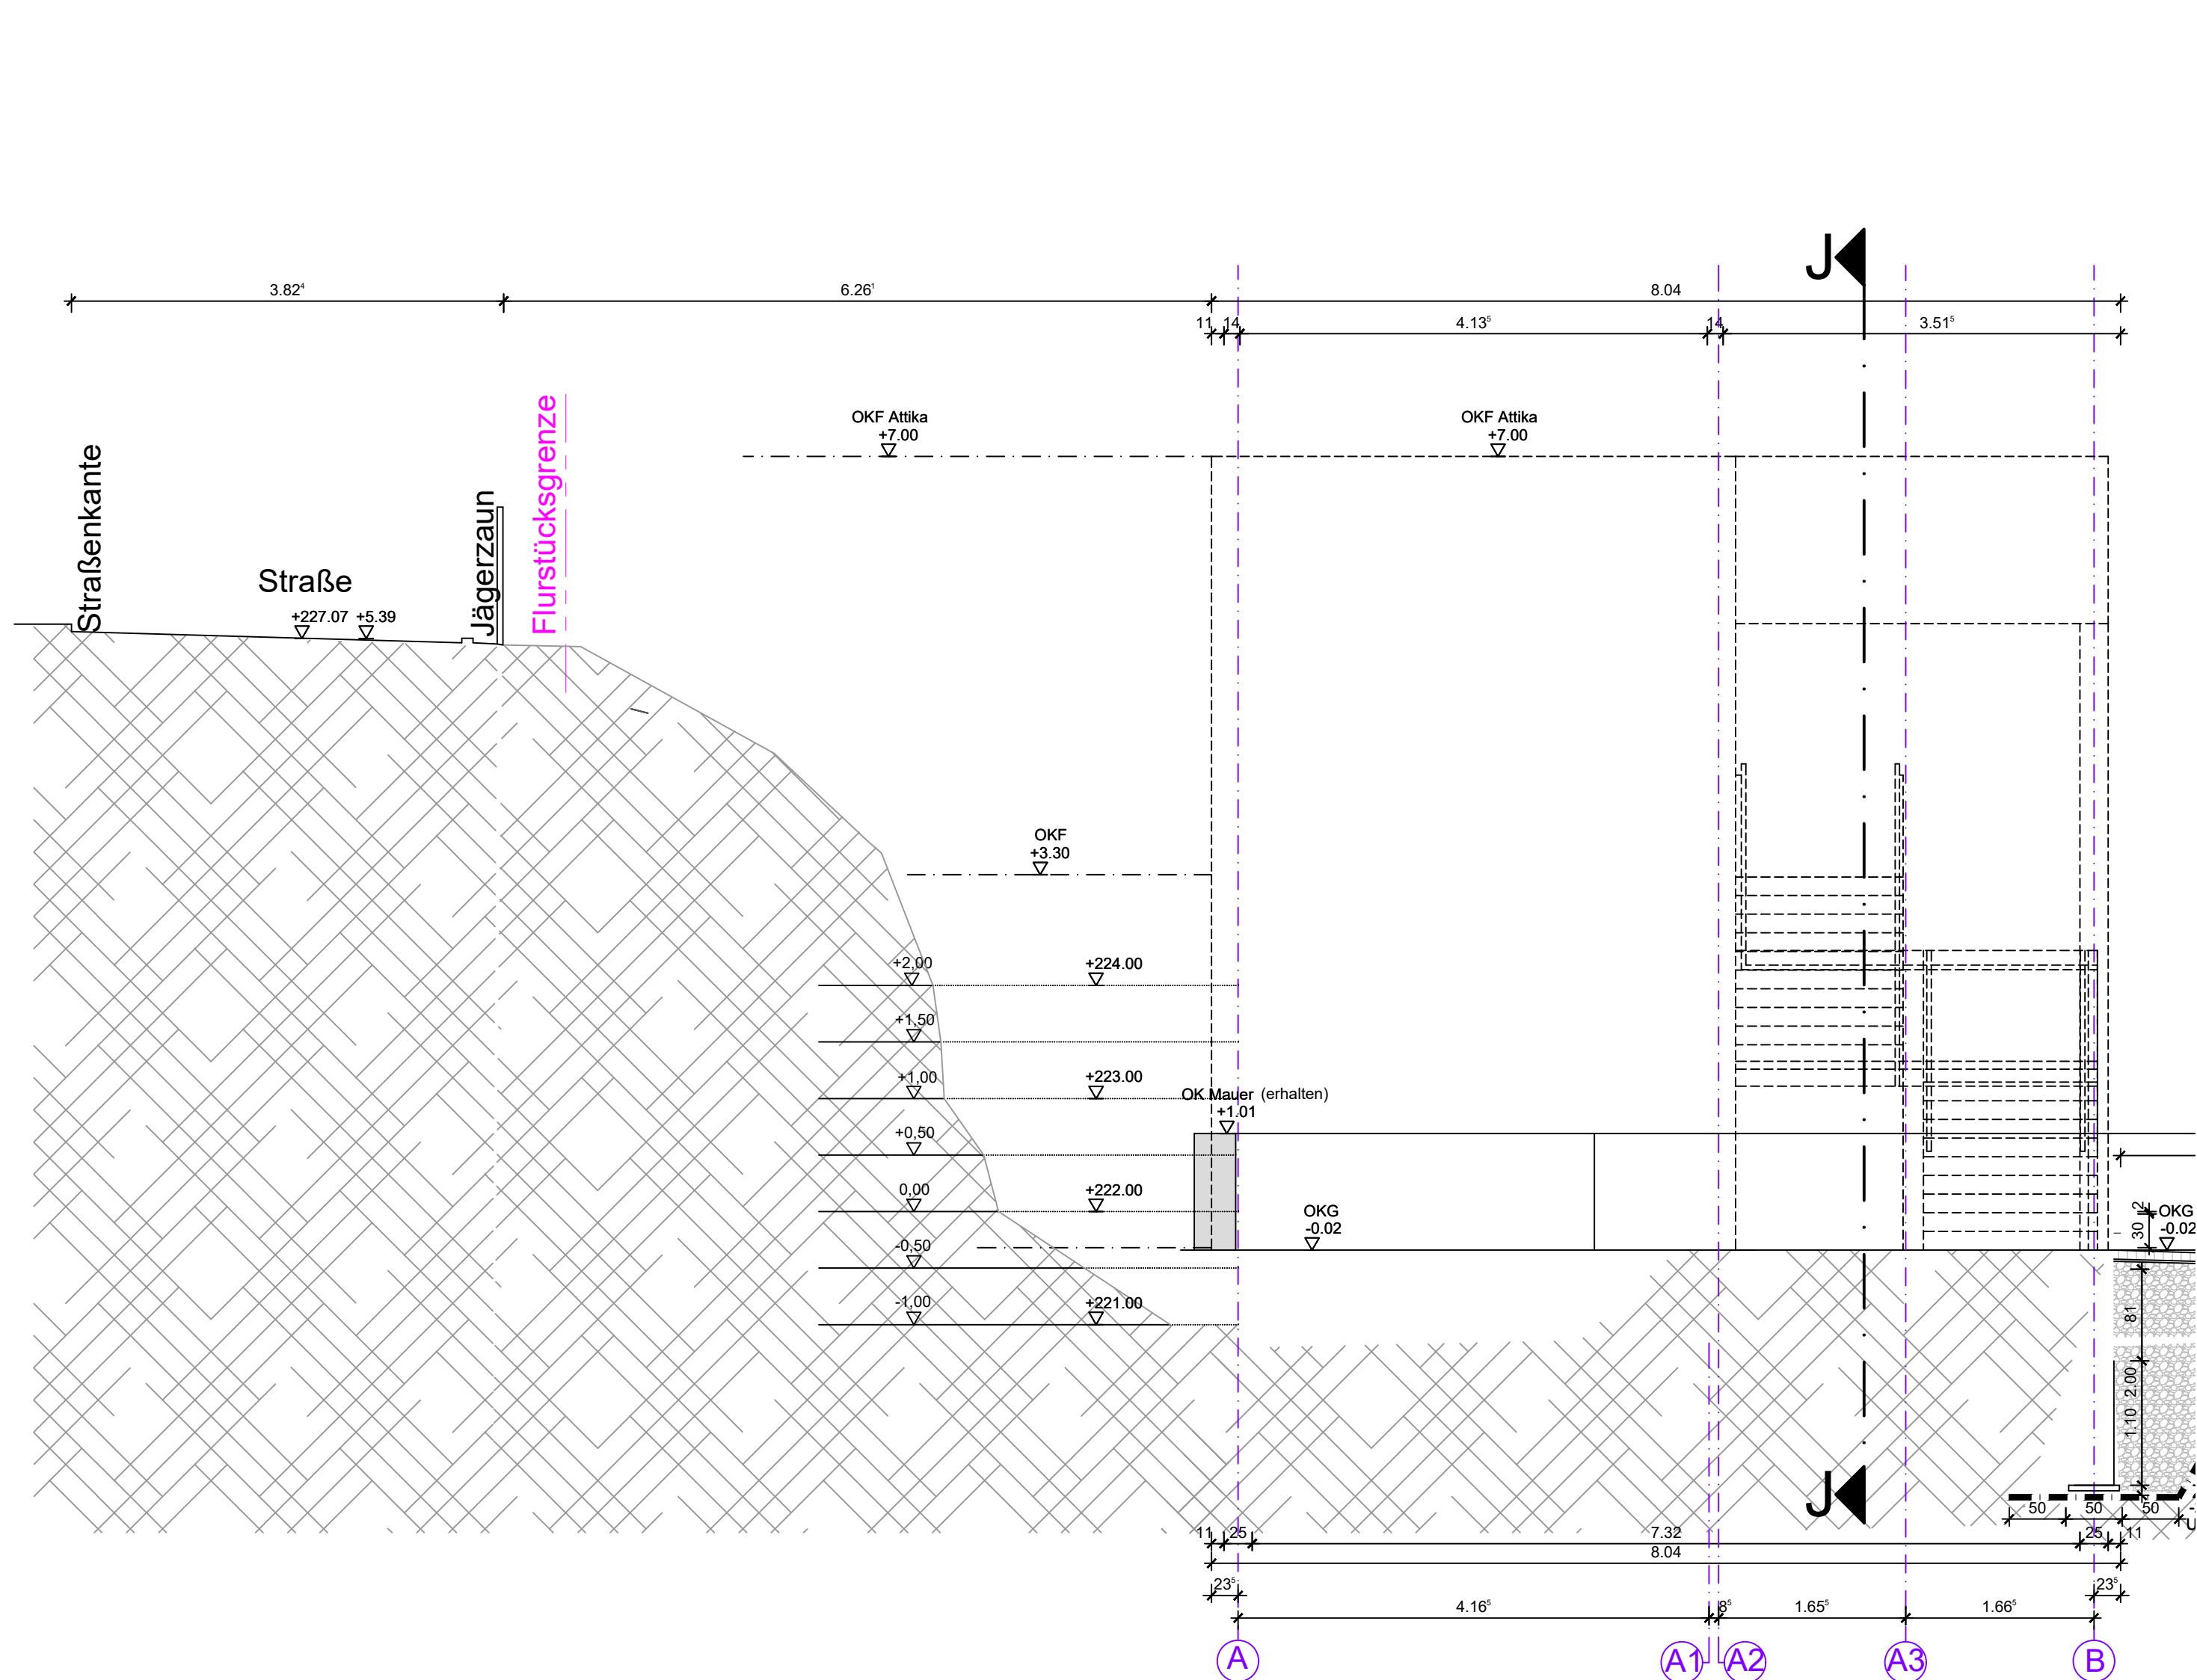 J
3.82⁴
6.26¹
8.04
11
14
4.13⁵
14
3.51⁵
OKF Attika
+7.00
OKF Attika
+7.00
Straßenkante
Straße
+227.07 +5.39
Jägerzaun
Flurstücksgrenze
OKF
+3.30
+2,00
+224.00
+1,50
+1,00
+223.00
OK Mauer (erhalten)
+1.01
+0,50
0,00
+222.00
OKG
-0.02
2
30
OKG
-0.02
-0,50
-1,00
+221.00
81
2.00
1.10
J
50
50
50
11
25
7.32
25
11
8.04
23⁵
23⁵
4.16⁵
8⁵
1.65⁵
1.66⁵
A
A1
A2
A3
B